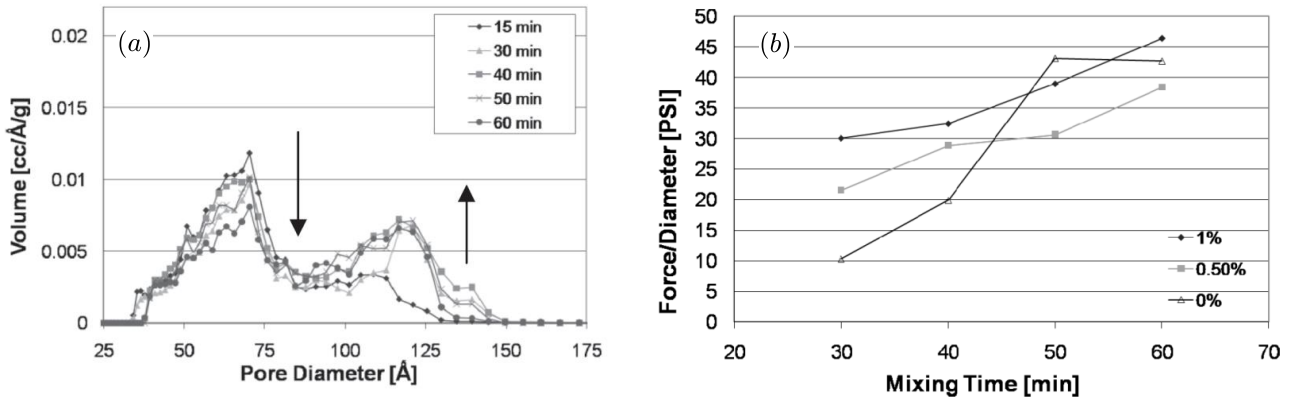 (a)
15 min
30 min
40 min
50 min
60 min
0.02
0.015
0.01
0.005
0
Volume [cc/Å/g]
25 50 75 100 125 150 175
Pore Diameter [Å]
(b)
50
45
40
35
30
25
20
15
10
5
0
Force/Diameter [PSI]
1%
0.50%
0%
20 30 40 50 60 70
Mixing Time [min]